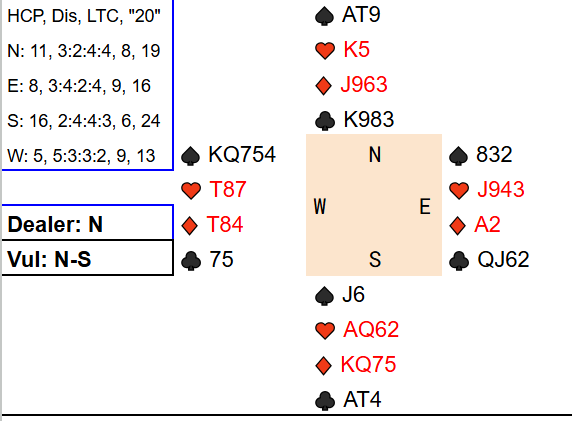 HCP, Dis, LTC, "20"
N: 11, 3:2:4:4, 8, 19
E: 8, 3:4:2:4, 9, 16
S: 16, 2:4:4:3, 6, 24
W: 5, 5:3:3:2, 9, 13
Dealer: N
Vul: N-S
♠ AT9
♥ K5
♦ J963
♣ K983
♠ KQ754
♥ T87
♦ T84
♣ 75
N
W E
S
♠ 832
♥ J943
♦ A2
♣ QJ62
♠ J6
♥ AQ62
♦ KQ75
♣ AT4